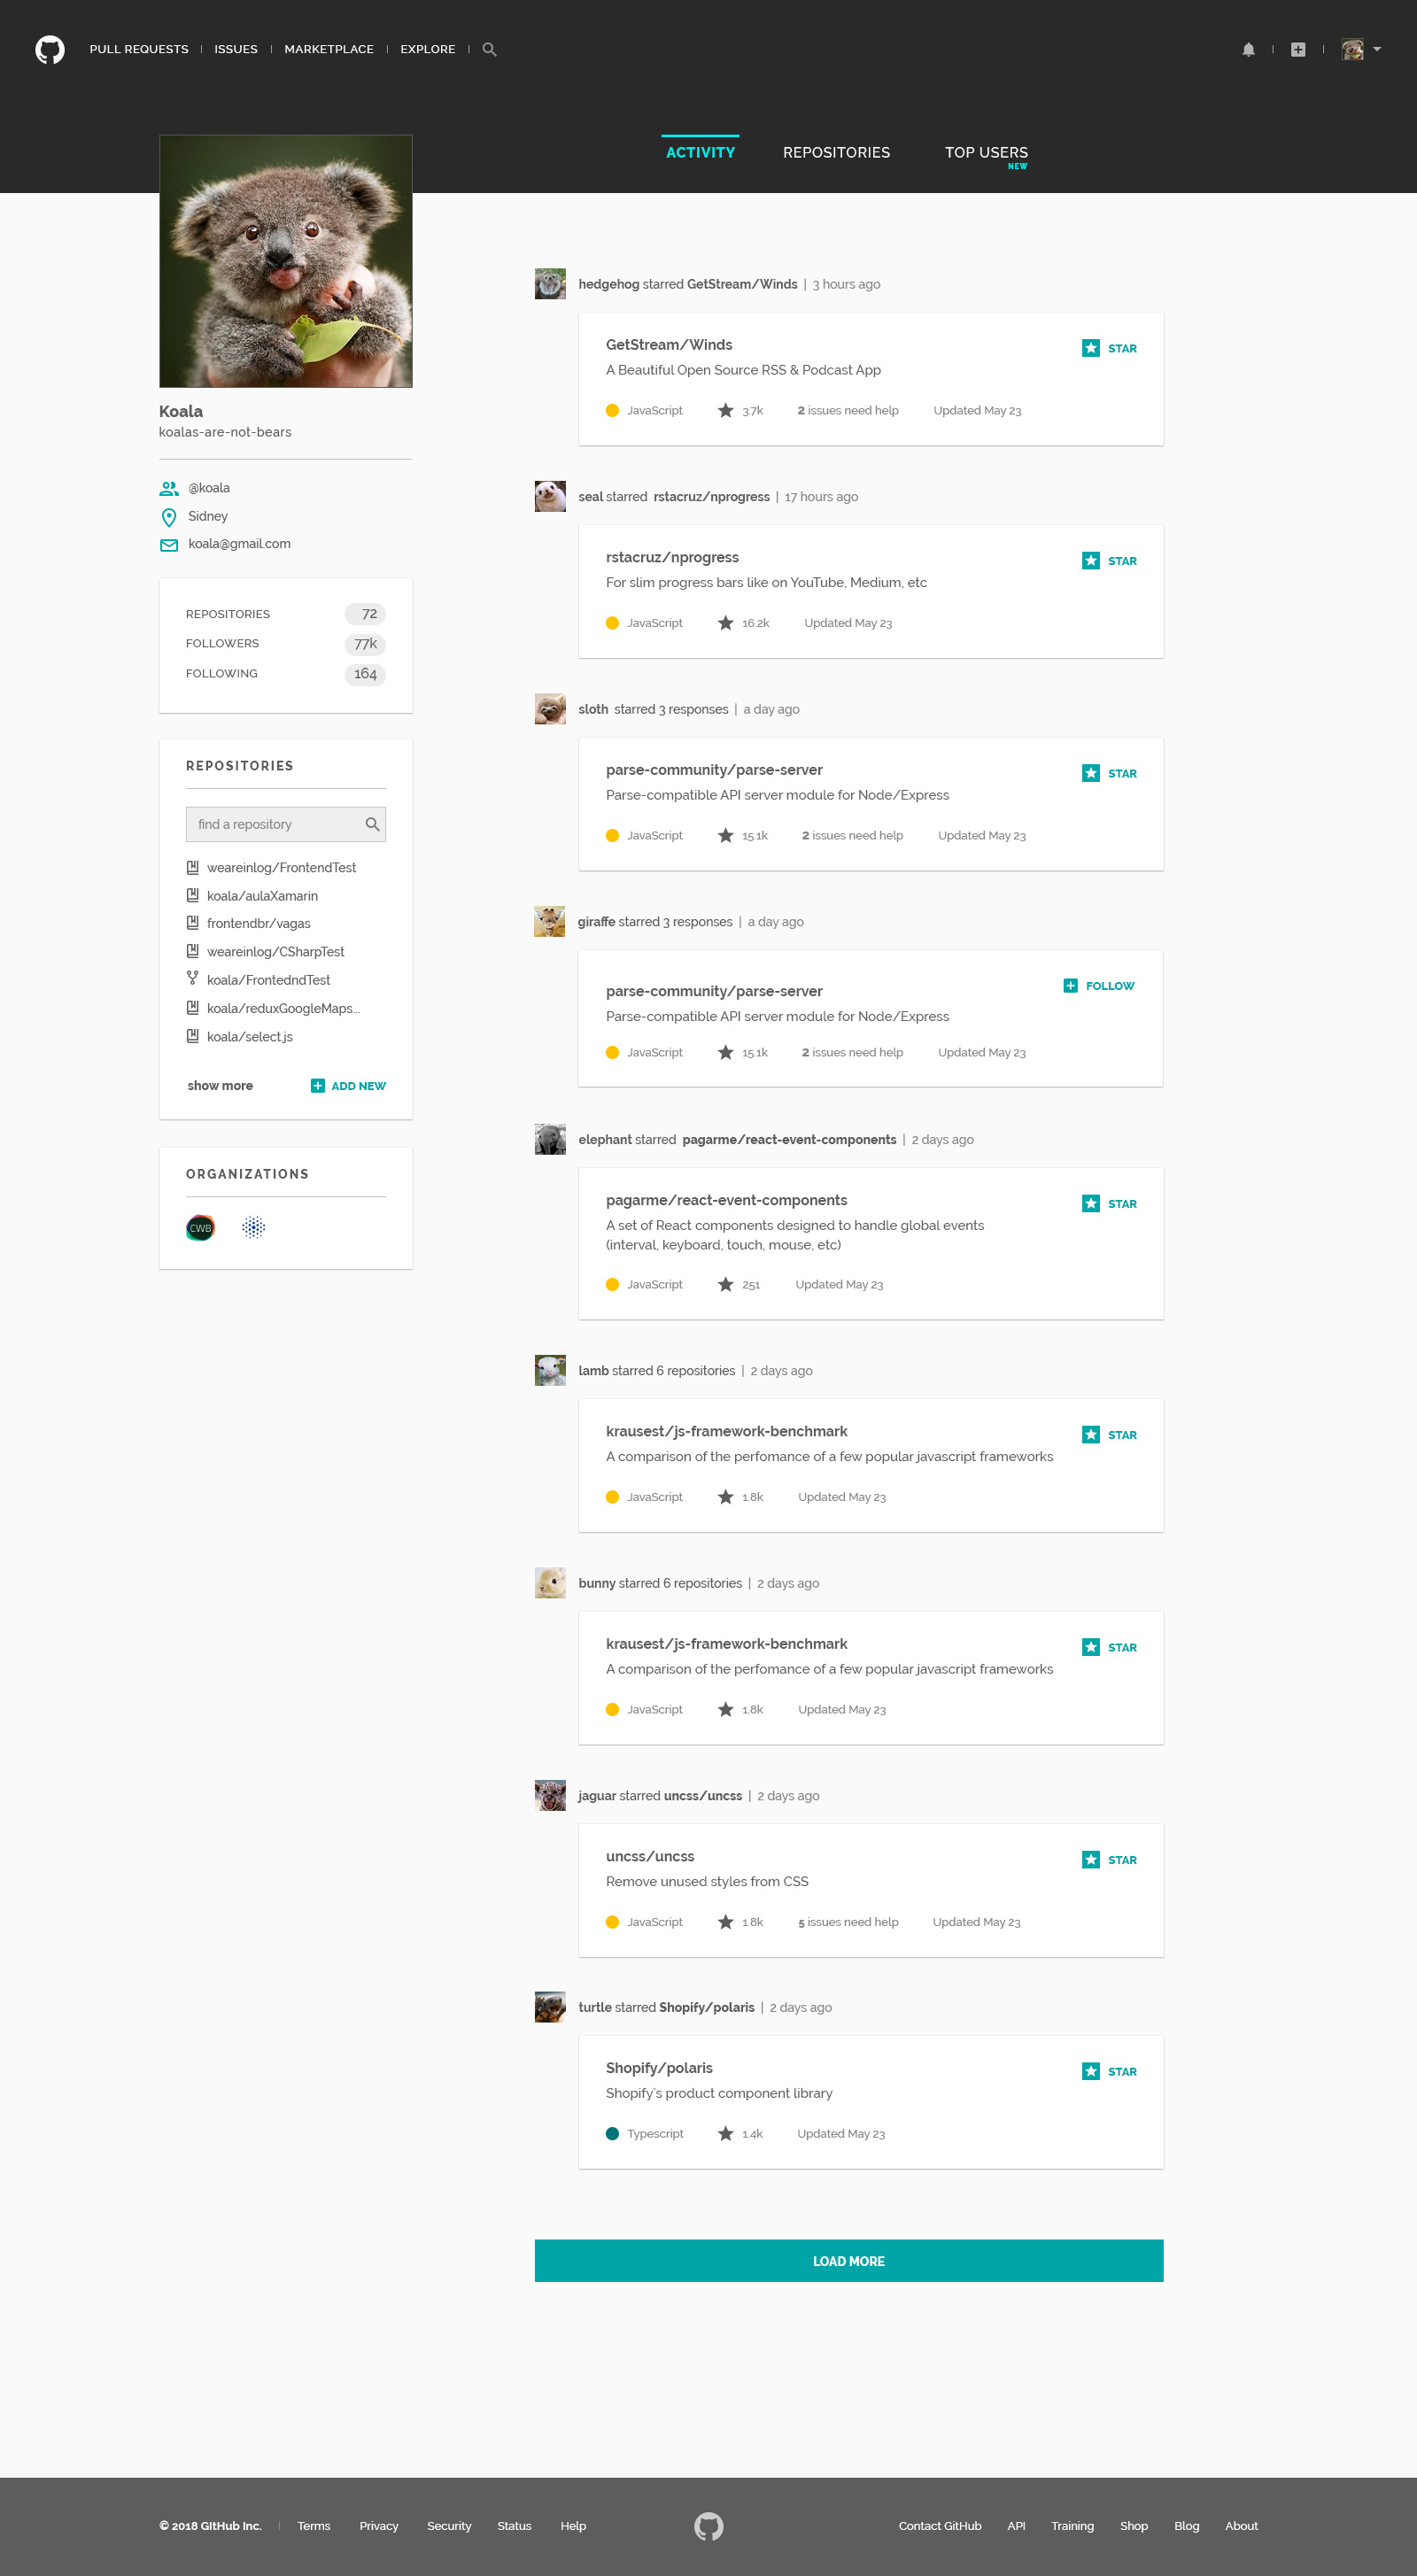 PULL REQUESTS | ISSUES | MARKETPLACE | EXPLORE |
ACTIVITY REPOSITORIES TOP USERS
NEW
Koala
koalas-are-not-bears
@koala
Sidney
koala@gmail.com
REPOSITORIES 72
FOLLOWERS 77k
FOLLOWING 164
REPOSITORIES
find a repository
weareinlog/FrontendTest
koala/aulaXamarin
frontendbr/vagas
weareinlog/CSharpTest
koala/FrontedndTest
koala/reduxGoogleMaps...
koala/select.js
show more ADD NEW
ORGANIZATIONS
CWB
hedgehog starred GetStream/Winds | 3 hours ago
GetStream/Winds STAR
A Beautiful Open Source RSS & Podcast App
JavaScript 3.7k 2 issues need help Updated May 23
seal starred rstacruz/nprogress | 17 hours ago
rstacruz/nprogress STAR
For slim progress bars like on YouTube, Medium, etc
JavaScript 16.2k Updated May 23
sloth starred 3 responses | a day ago
parse-community/parse-server STAR
Parse-compatible API server module for Node/Express
JavaScript 15.1k 2 issues need help Updated May 23
giraffe starred 3 responses | a day ago
parse-community/parse-server FOLLOW
Parse-compatible API server module for Node/Express
JavaScript 15.1k 2 issues need help Updated May 23
elephant starred pagarme/react-event-components | 2 days ago
pagarme/react-event-components STAR
A set of React components designed to handle global events
(interval, keyboard, touch, mouse, etc)
JavaScript 251 Updated May 23
lamb starred 6 repositories | 2 days ago
krausest/js-framework-benchmark STAR
A comparison of the perfomance of a few popular javascript frameworks
JavaScript 1.8k Updated May 23
bunny starred 6 repositories | 2 days ago
krausest/js-framework-benchmark STAR
A comparison of the perfomance of a few popular javascript frameworks
JavaScript 1.8k Updated May 23
jaguar starred uncss/uncss | 2 days ago
uncss/uncss STAR
Remove unused styles from CSS
JavaScript 1.8k 5 issues need help Updated May 23
turtle starred Shopify/polaris | 2 days ago
Shopify/polaris STAR
Shopify's product component library
Typescript 1.4k Updated May 23
LOAD MORE
© 2018 GitHub Inc. | Terms Privacy Security Status Help Contact GitHub API Training Shop Blog About